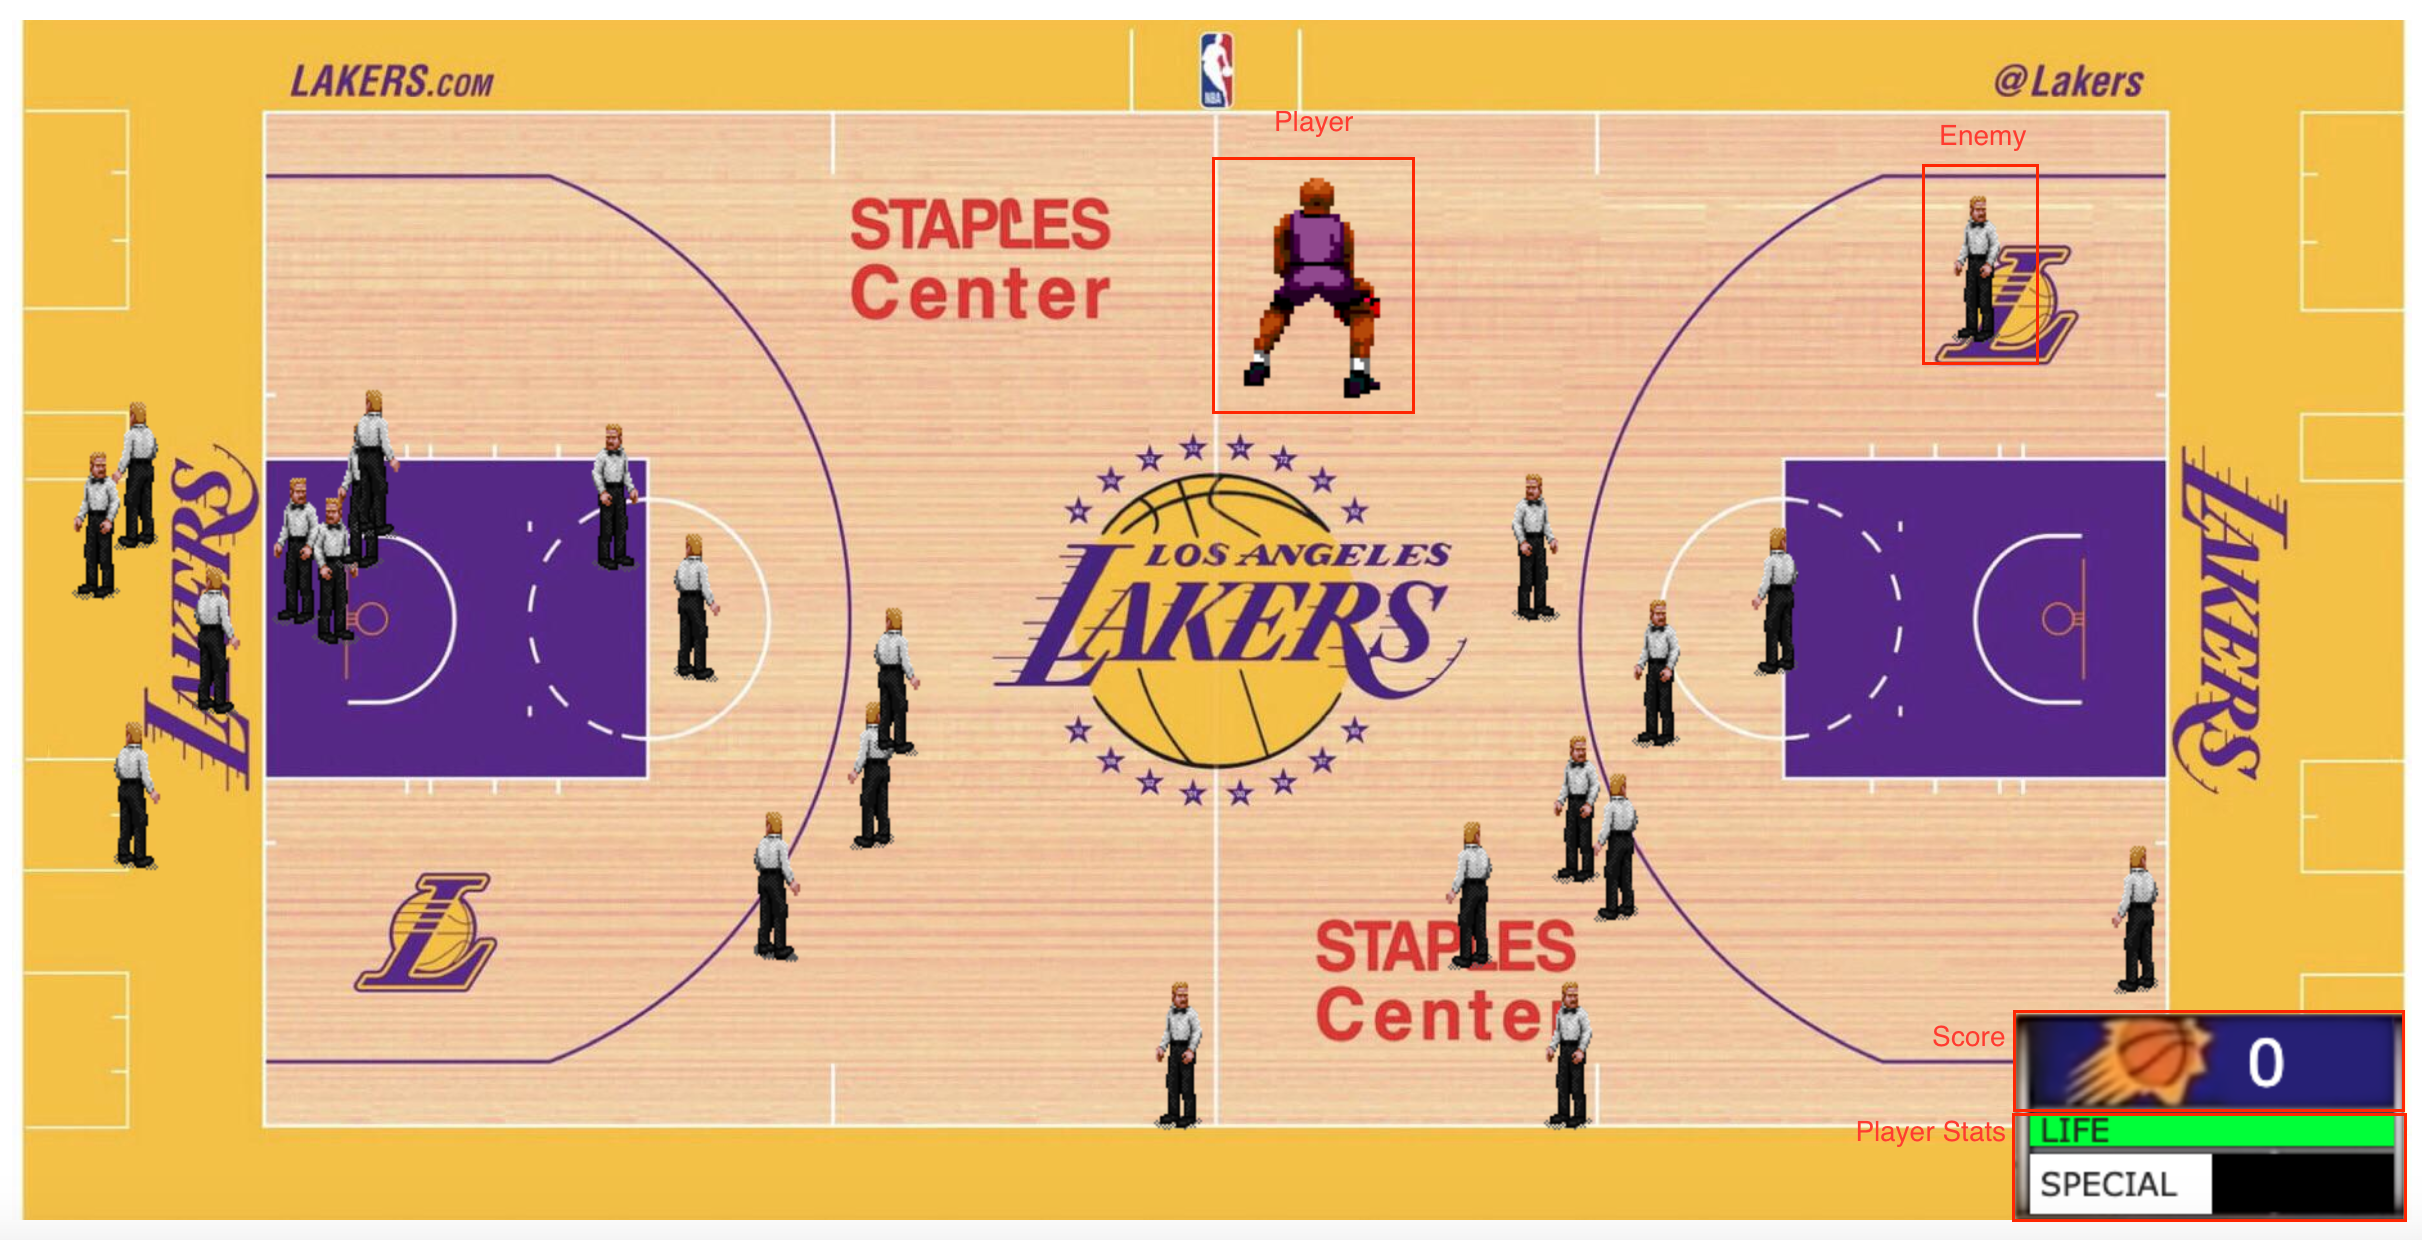 LAKERS.COM
NBA
@Lakers
Player
Enemy
STAPLES
Center
LAKERS
LOS ANGELES
LAKERS
LAKERS
STAPLES
Center
Score
0
Player Stats
LIFE
SPECIAL